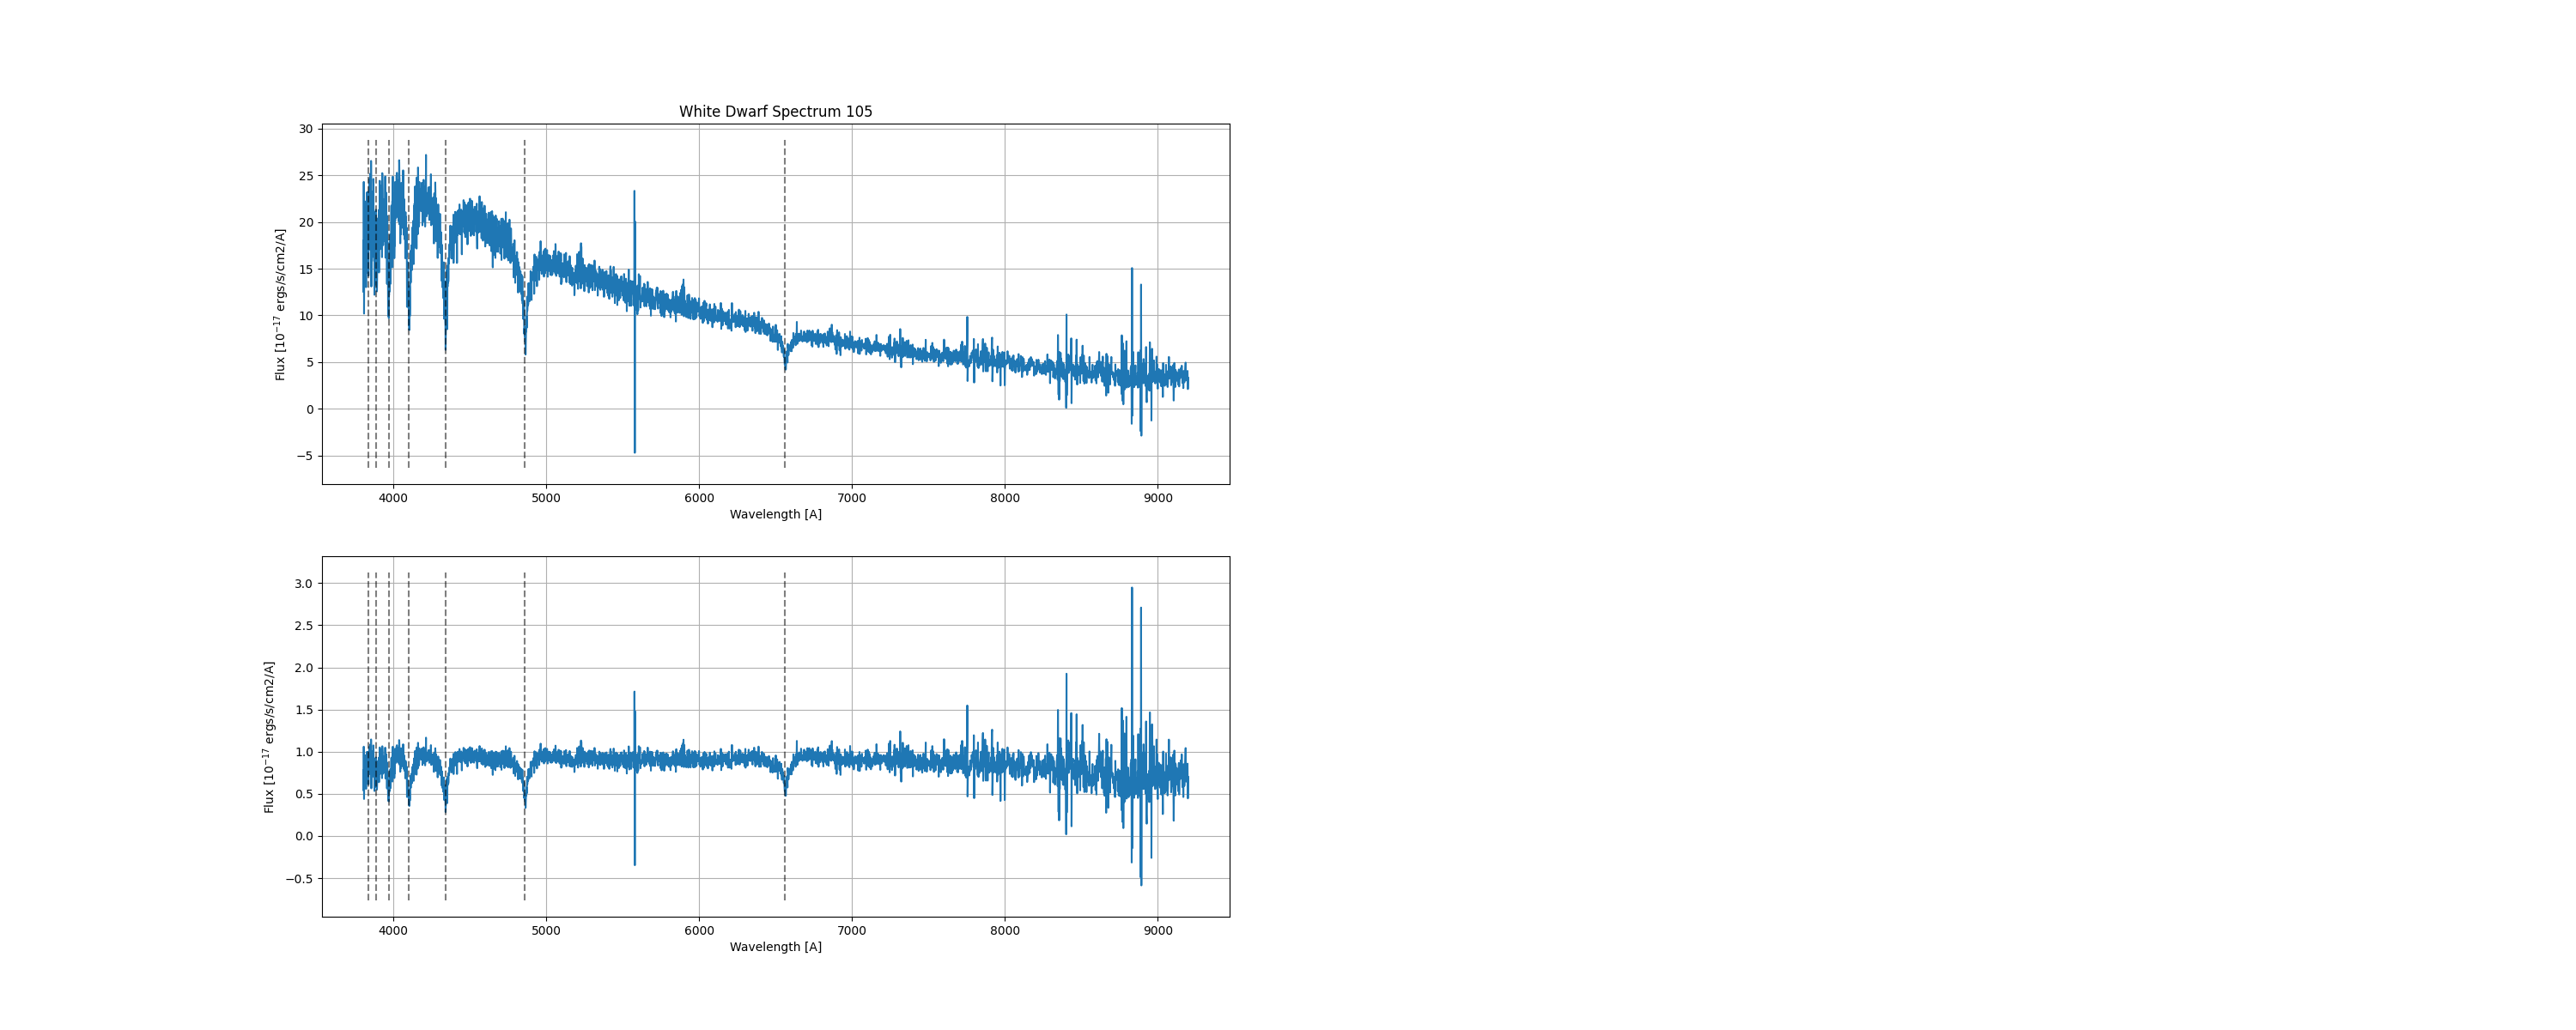 White Dwarf Spectrum 105
30
25
20
15
10
5
0
−5
Flux [10⁻¹⁷ ergs/s/cm2/A]
4000 5000 6000 7000 8000 9000
Wavelength [A]
3.0
2.5
2.0
1.5
1.0
0.5
0.0
−0.5
Flux [10⁻¹⁷ ergs/s/cm2/A]
4000 5000 6000 7000 8000 9000
Wavelength [A]